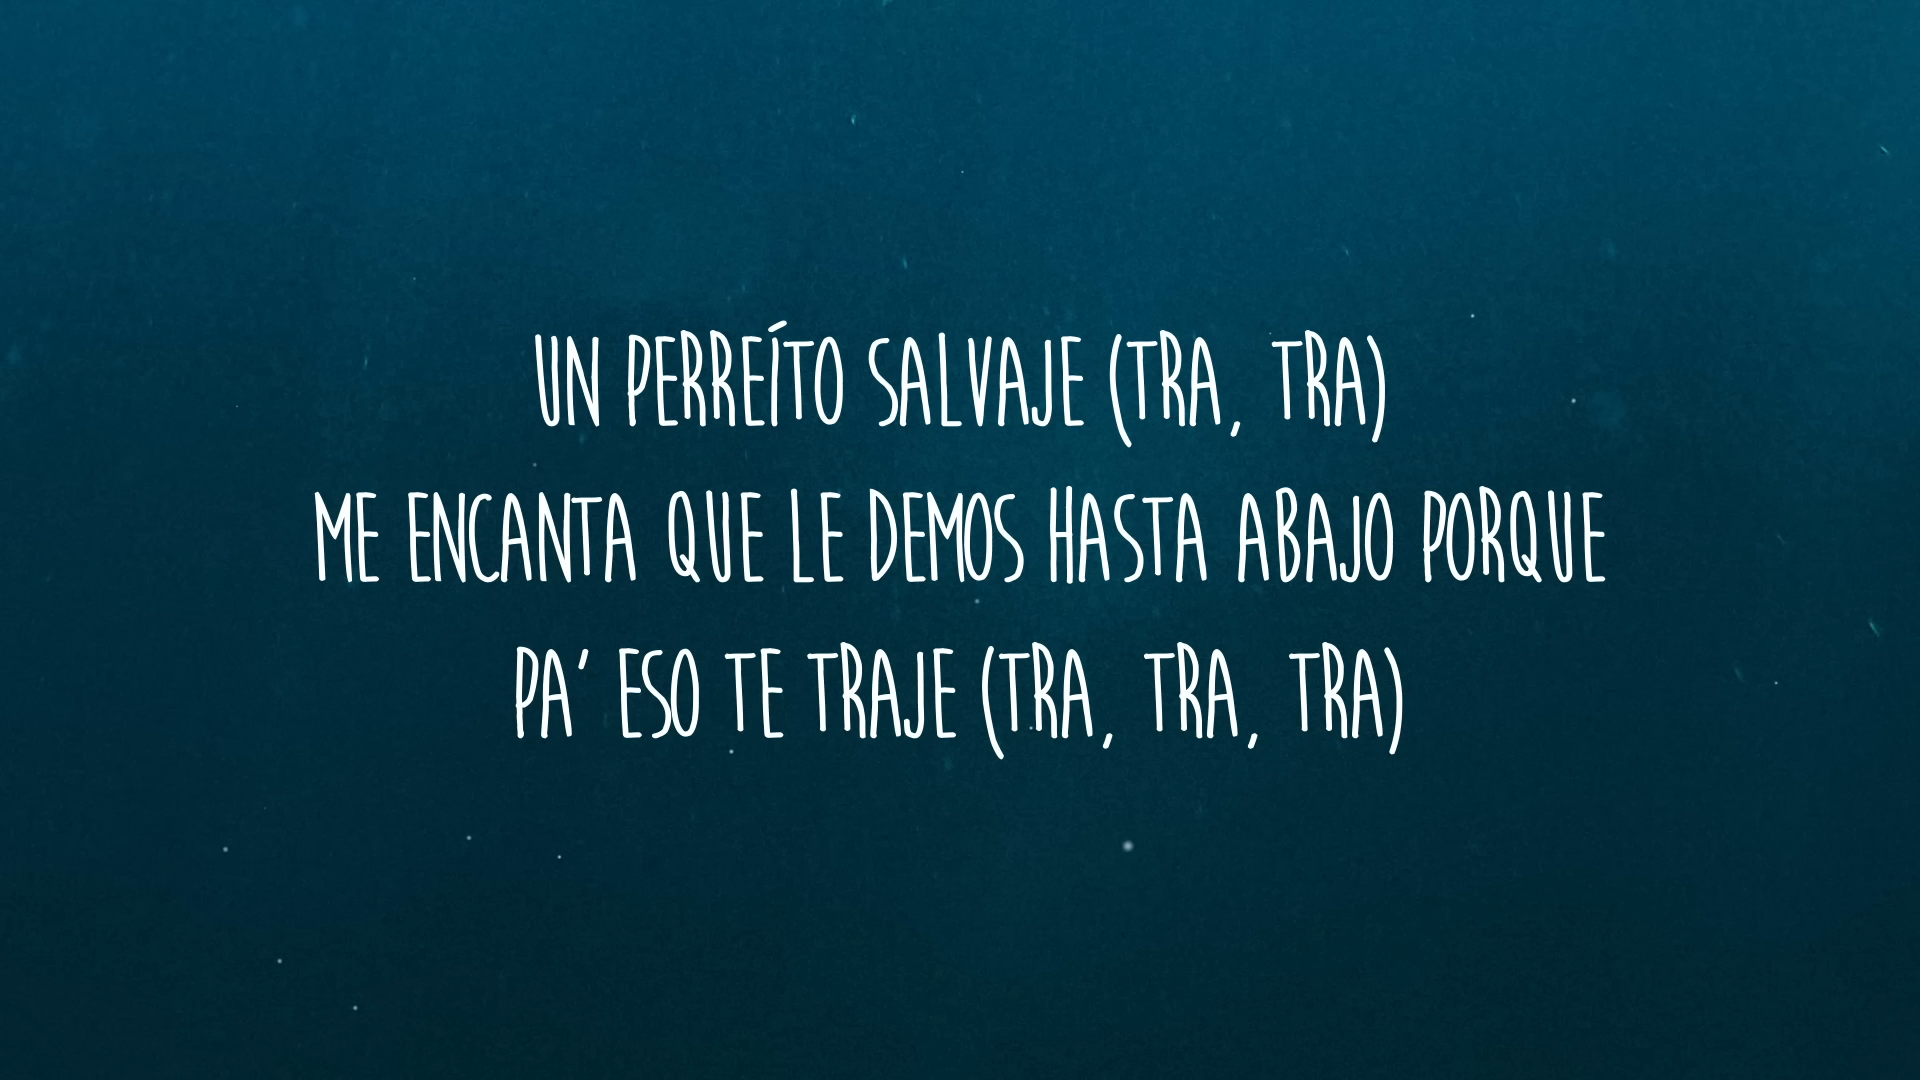 UN PERREÍTO SALVAJE (TRA, TRA)
ME ENCANTA QUE LE DEMOS HASTA ABAJO PORQUE
PA' ESO TE TRAJE (TRA, TRA, TRA)